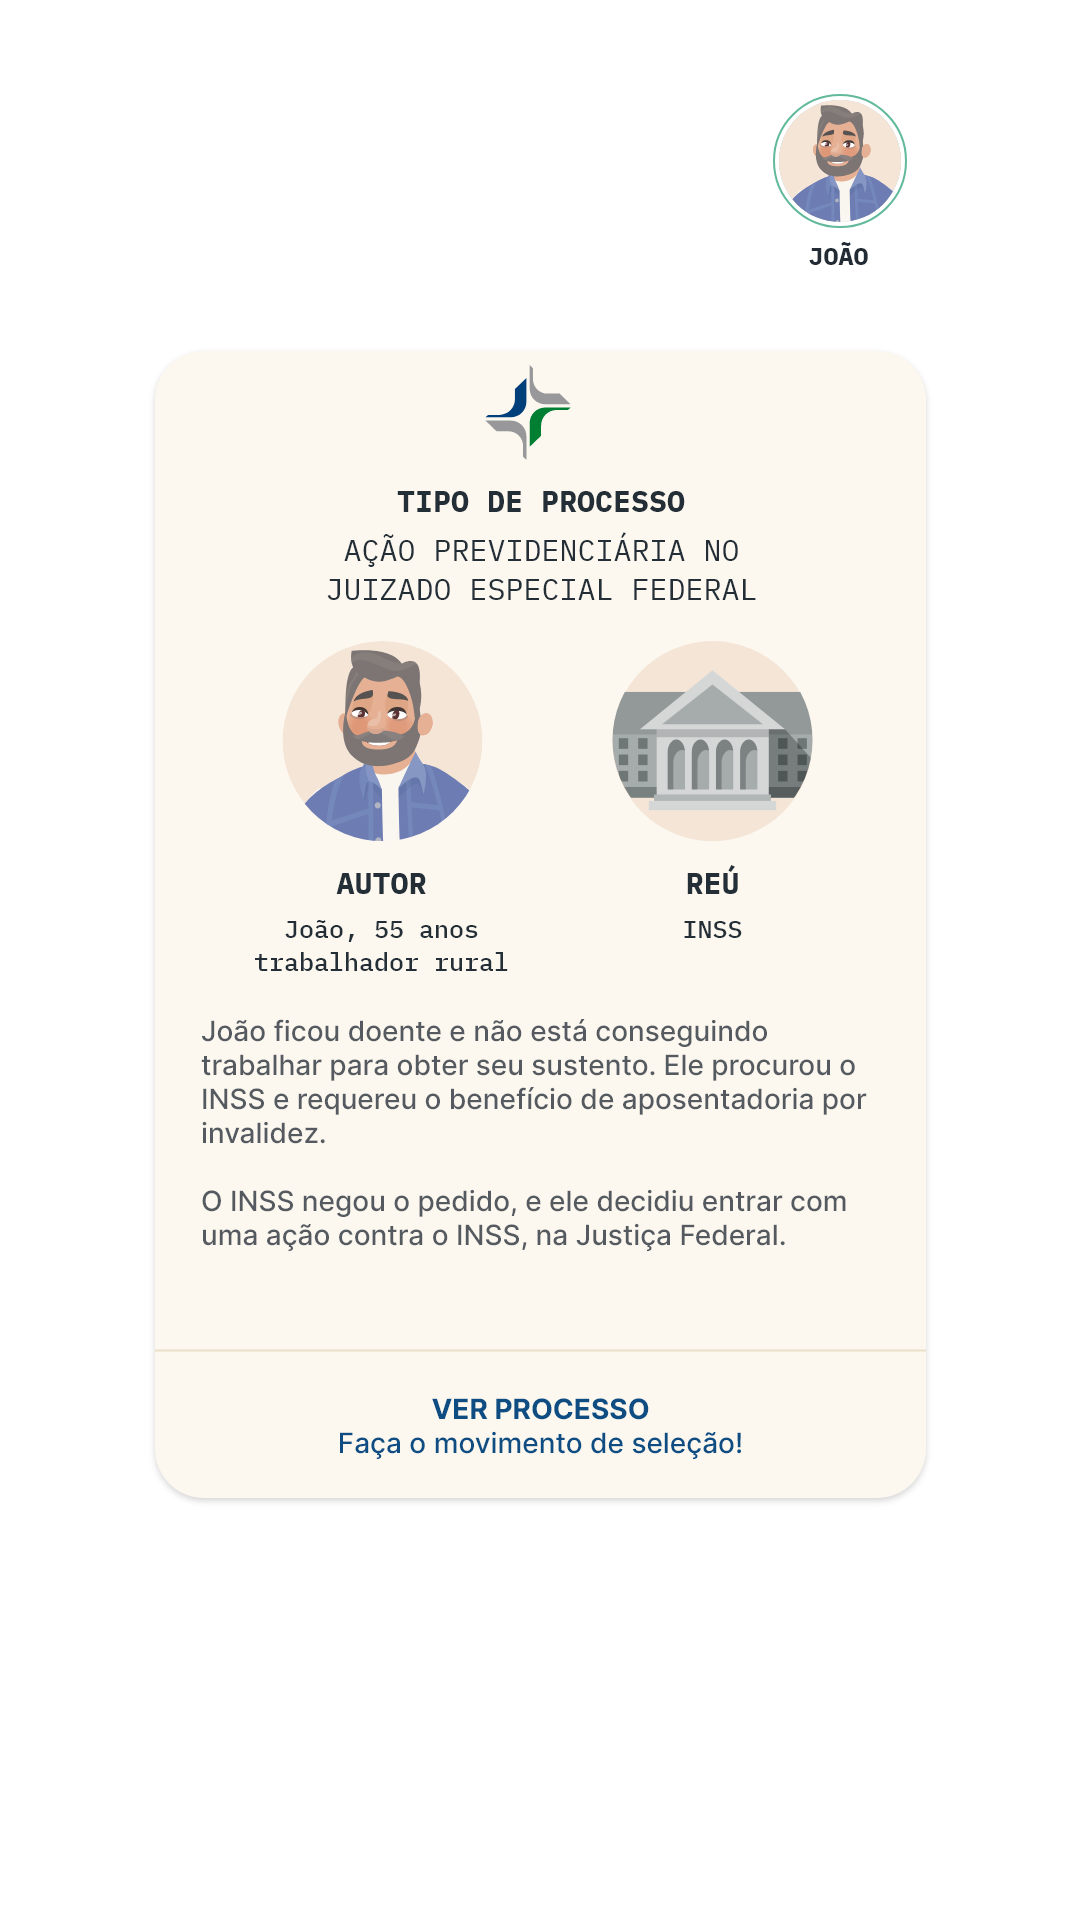 JOÃO
TIPO DE PROCESSO
AÇÃO PREVIDENCIÁRIA NO
JUIZADO ESPECIAL FEDERAL
AUTOR
João, 55 anos
trabalhador rural
REÚ
INSS
João ficou doente e não está conseguindo
trabalhar para obter seu sustento. Ele procurou o
INSS e requereu o benefício de aposentadoria por
invalidez.
O INSS negou o pedido, e ele decidiu entrar com
uma ação contra o INSS, na Justiça Federal.
VER PROCESSO
Faça o movimento de seleção!